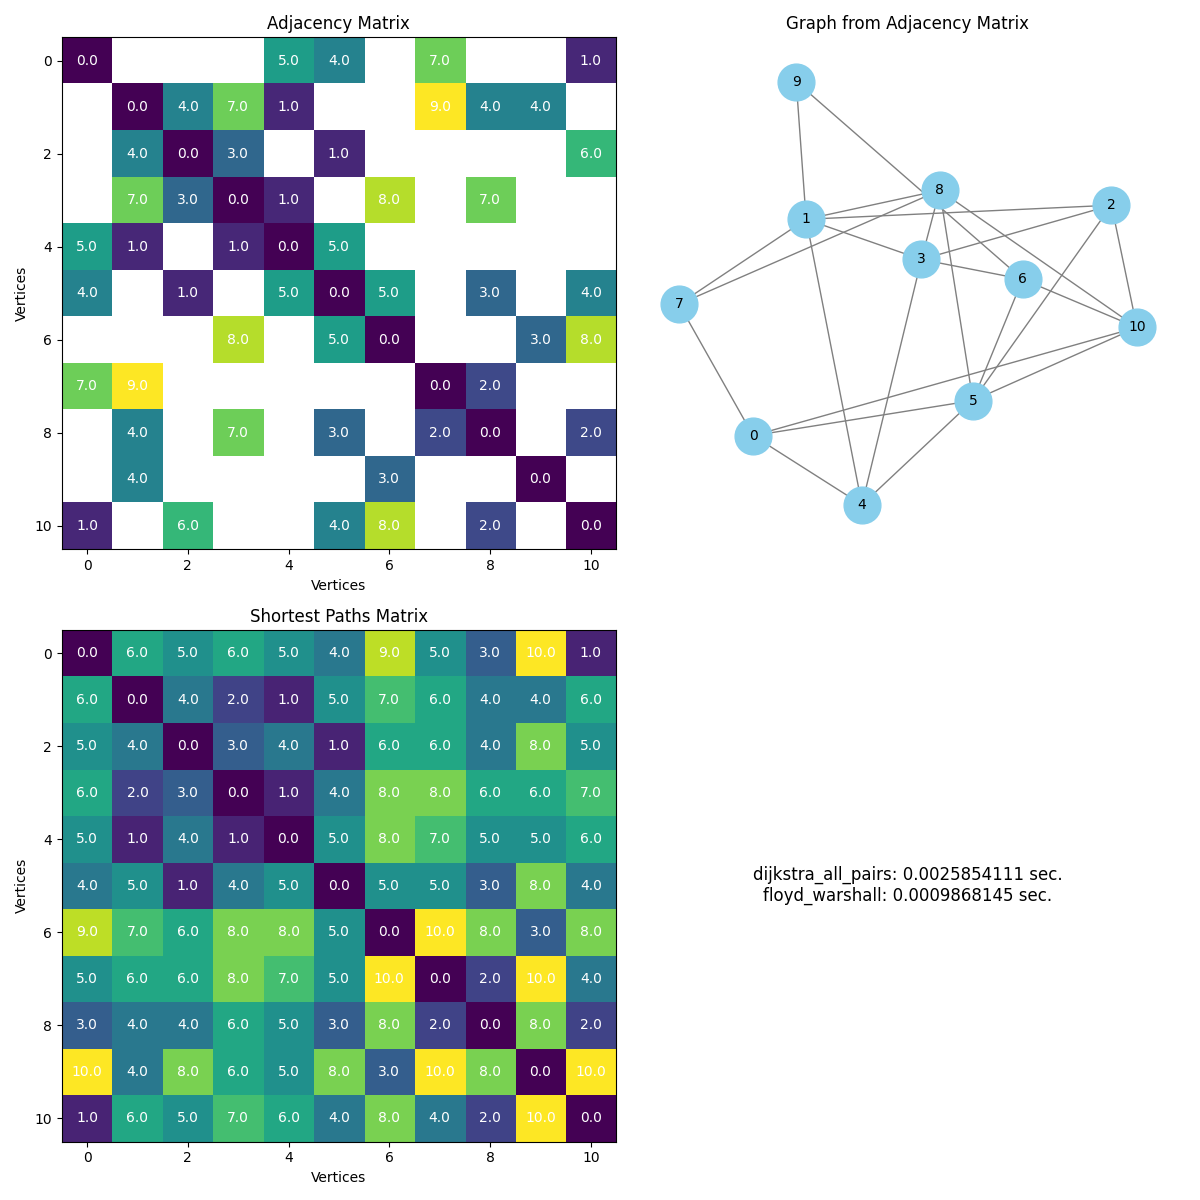 Adjacency Matrix
0 0.0 5.0 4.0 7.0 1.0
0.0 4.0 7.0 1.0 9.0 4.0 4.0
2 4.0 0.0 3.0 1.0 6.0
7.0 3.0 0.0 1.0 8.0 7.0
4 5.0 1.0 1.0 0.0 5.0
4.0 1.0 5.0 0.0 5.0 3.0 4.0
6 8.0 5.0 0.0 3.0 8.0
7.0 9.0 0.0 2.0
8 4.0 7.0 3.0 2.0 0.0 2.0
4.0 3.0 0.0
10 1.0 6.0 4.0 8.0 2.0 0.0
0 2 4 6 8 10
Vertices
Vertices
Graph from Adjacency Matrix
9
8
2
1
3
6
7
10
5
0
4
Shortest Paths Matrix
0 0.0 6.0 5.0 6.0 5.0 4.0 9.0 5.0 3.0 10.0 1.0
6.0 0.0 4.0 2.0 1.0 5.0 7.0 6.0 4.0 4.0 6.0
2 5.0 4.0 0.0 3.0 4.0 1.0 6.0 6.0 4.0 8.0 5.0
6.0 2.0 3.0 0.0 1.0 4.0 8.0 8.0 6.0 6.0 7.0
4 5.0 1.0 4.0 1.0 0.0 5.0 8.0 7.0 5.0 5.0 6.0
4.0 5.0 1.0 4.0 5.0 0.0 5.0 5.0 3.0 8.0 4.0
6 9.0 7.0 6.0 8.0 8.0 5.0 0.0 10.0 8.0 3.0 8.0
5.0 6.0 6.0 8.0 7.0 5.0 10.0 0.0 2.0 10.0 4.0
8 3.0 4.0 4.0 6.0 5.0 3.0 8.0 2.0 0.0 8.0 2.0
10.0 4.0 8.0 6.0 5.0 8.0 3.0 10.0 8.0 0.0 10.0
10 1.0 6.0 5.0 7.0 6.0 4.0 8.0 4.0 2.0 10.0 0.0
0 2 4 6 8 10
Vertices
Vertices
dijkstra_all_pairs: 0.0025854111 sec.
floyd_warshall: 0.0009868145 sec.